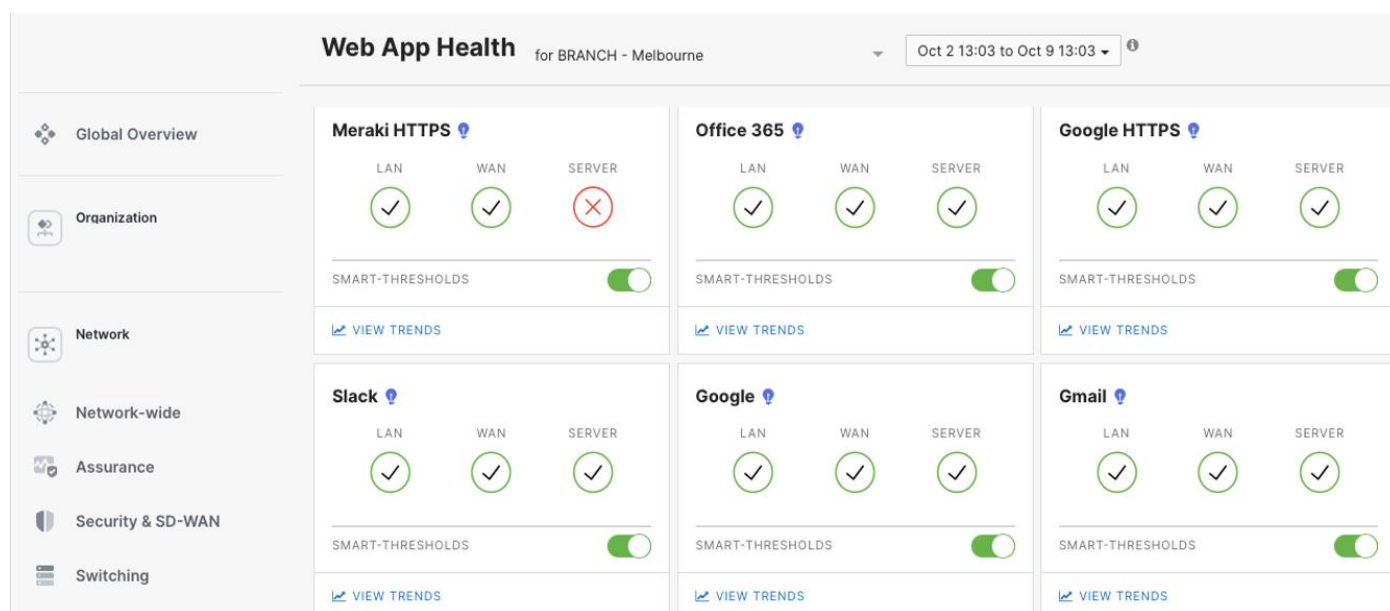 Web App Health for BRANCH - Melbourne Oct 2 13:03 to Oct 9 13:03
Global Overview
Organization
Network
Network-wide
Assurance
Security & SD-WAN
Switching
Meraki HTTPS
LAN WAN SERVER
SMART-THRESHOLDS
VIEW TRENDS
Office 365
LAN WAN SERVER
SMART-THRESHOLDS
VIEW TRENDS
Google HTTPS
LAN WAN SERVER
SMART-THRESHOLDS
VIEW TRENDS
Slack
LAN WAN SERVER
SMART-THRESHOLDS
VIEW TRENDS
Google
LAN WAN SERVER
SMART-THRESHOLDS
VIEW TRENDS
Gmail
LAN WAN SERVER
SMART-THRESHOLDS
VIEW TRENDS